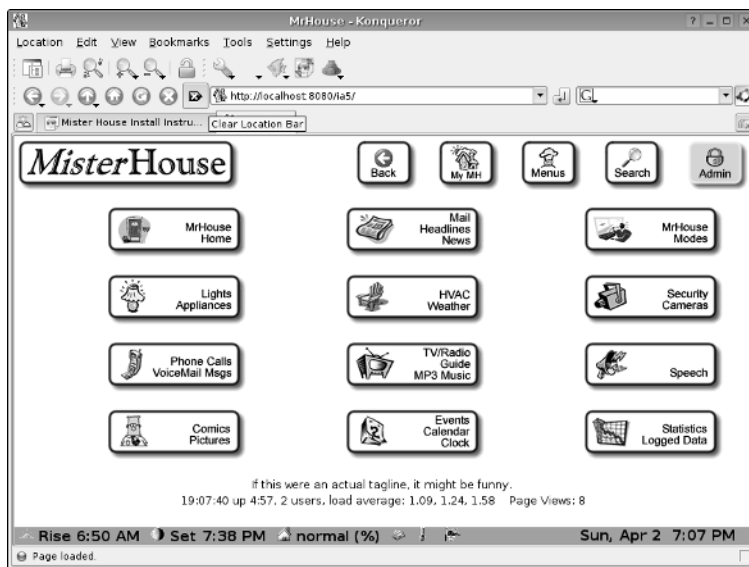 MrHouse - Konqueror
Location Edit View Bookmarks Tools Settings Help
http://localhost:8080/ia5/
Mister House Install Instru...
Clear Location Bar
MisterHouse
Back
My MH
Menus
Search
Admin
MrHouse
Home
Mail
Headlines
News
MrHouse
Modes
Lights
Appliances
HVAC
Weather
Security
Cameras
Phone Calls
VoiceMail Msgs
TV/Radio
Guide
MP3 Music
Speech
Comics
Pictures
Events
Calendar
Clock
Statistics
Logged Data
If this were an actual tagline, it might be funny.
19:07:40 up 4:57, 2 users, load average: 1.09, 1.24, 1.58 Page Views: 8
Rise 6:50 AM Set 7:38 PM normal (%) Sun, Apr 2 7:07 PM
Page loaded.